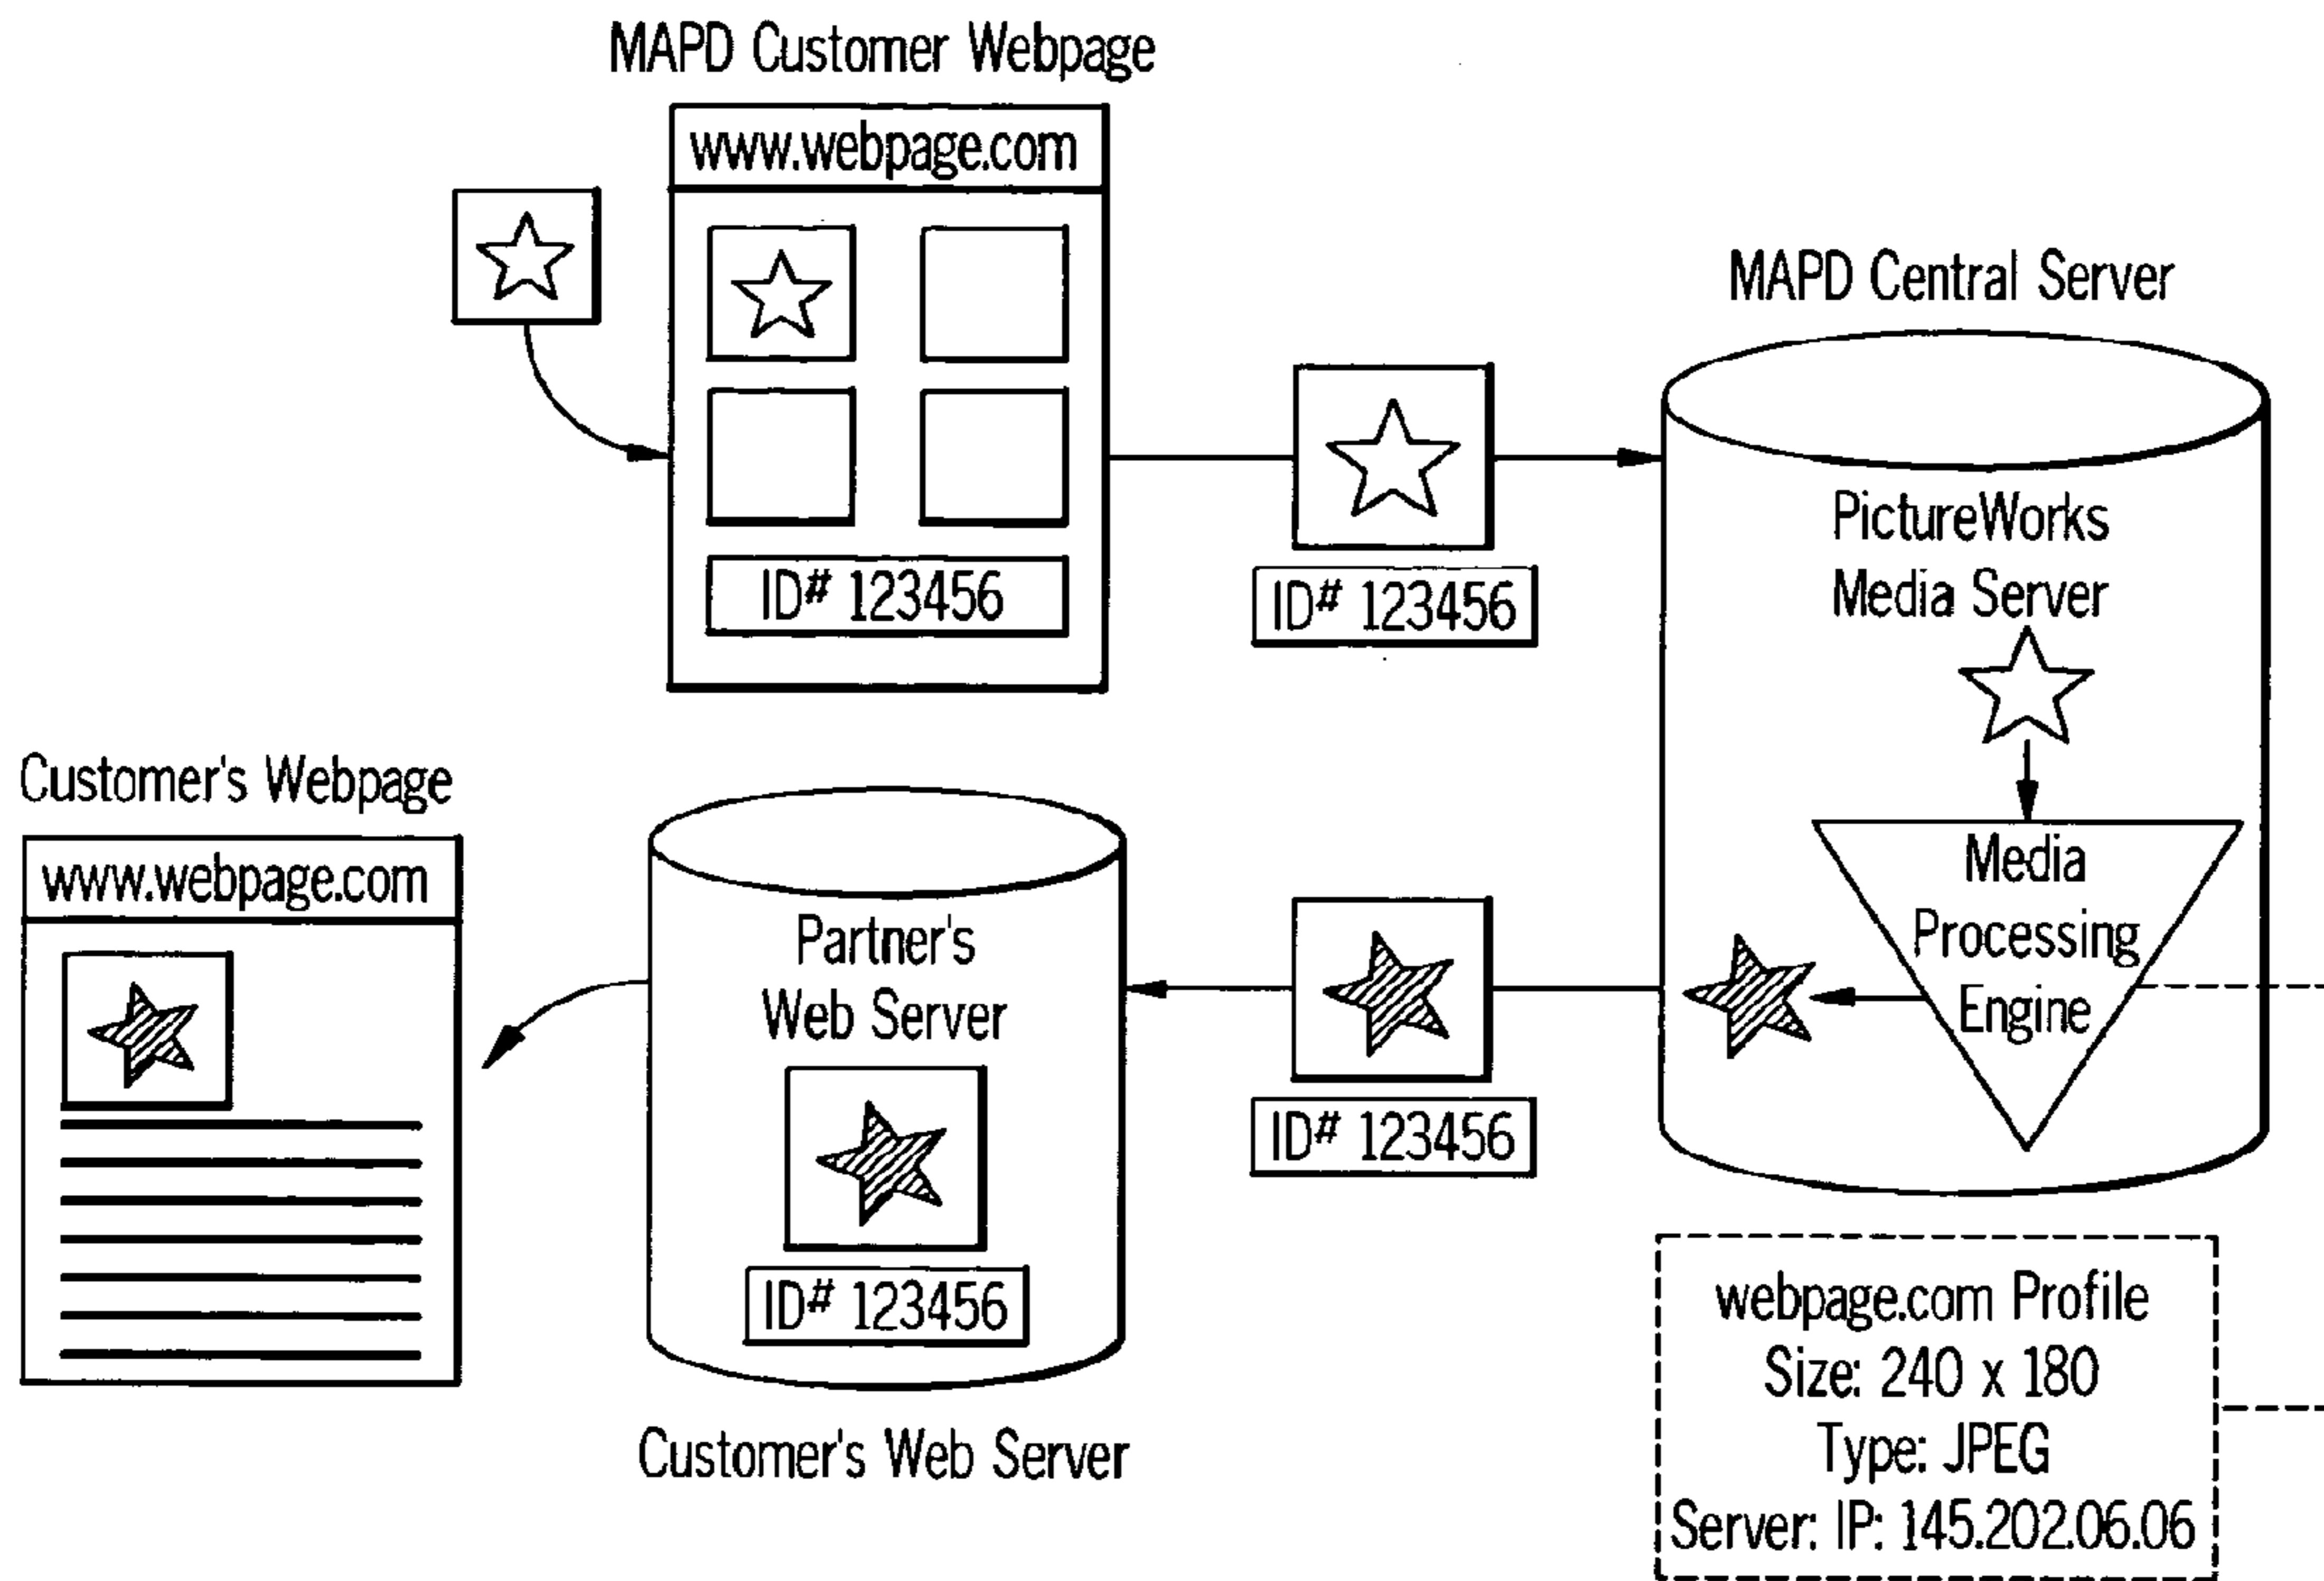 MAPD Customer Webpage
www.webpage.com
ID# 123456
ID# 123456
MAPD Central Server
PictureWorks
Media Server
Media
Processing
Engine
Customer's Webpage
www.webpage.com
Partner's
Web Server
ID# 123456
Customer's Web Server
ID# 123456
webpage.com Profile
Size: 240 x 180
Type: JPEG
Server: IP: 145.202.06.06